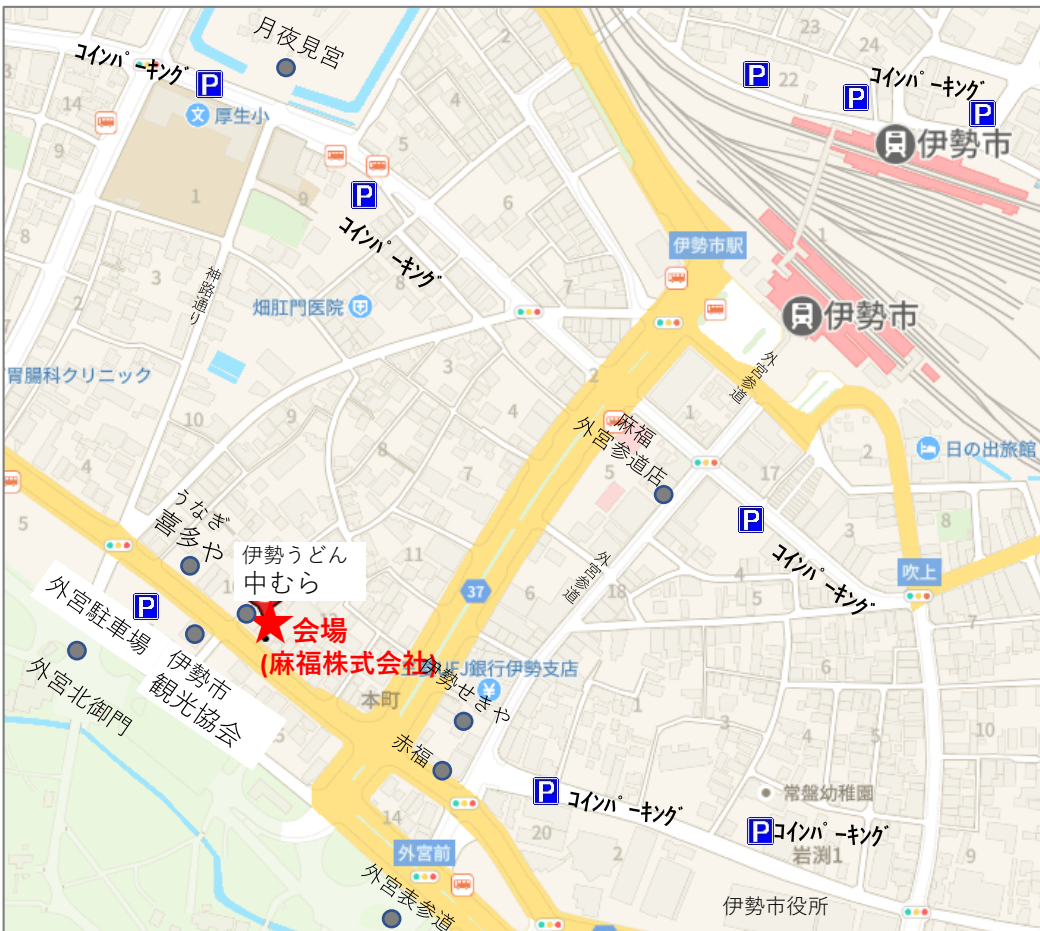 月夜見宮
コインパーキング
厚生小
コインパーキング
伊勢市
伊勢市駅
伊勢市
コインパーキング
神路通り
畑肛門医院
胃腸科クリニック
外宮参道
麻福
外宮参道店
日の出旅館
うなぎ
喜多や
伊勢うどん
中むら
会場
(麻福株式会社)
外宮参道
コインパーキング
吹上
37
外宮駐車場
伊勢市
観光協会
外宮北御門
UFJ銀行伊勢支店
伊勢せきや
本町
赤福
コインパーキング
常盤幼稚園
コインパーキング
岩渕1
外宮前
外宮表参道
伊勢市役所